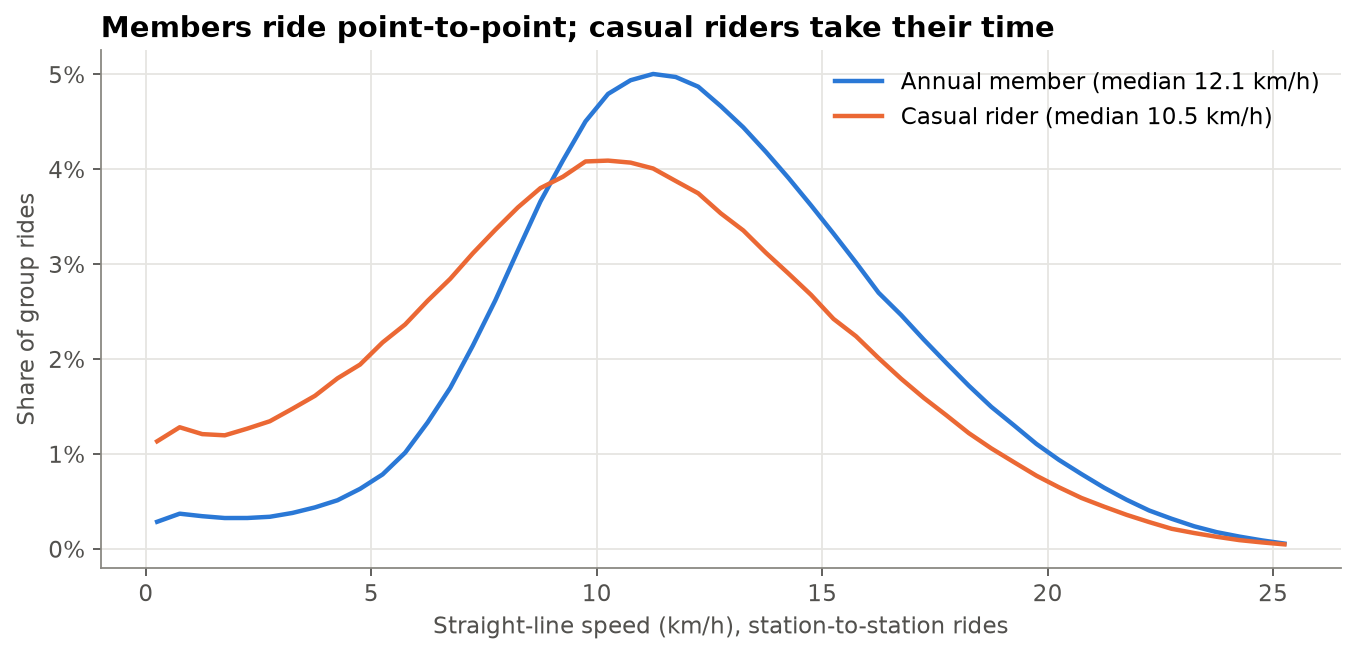 Members ride point-to-point; casual riders take their time
Annual member (median 12.1 km/h)
Casual rider (median 10.5 km/h)
Share of group rides
5%
4%
3%
2%
1%
0%
0
5
10
15
20
25
Straight-line speed (km/h), station-to-station rides